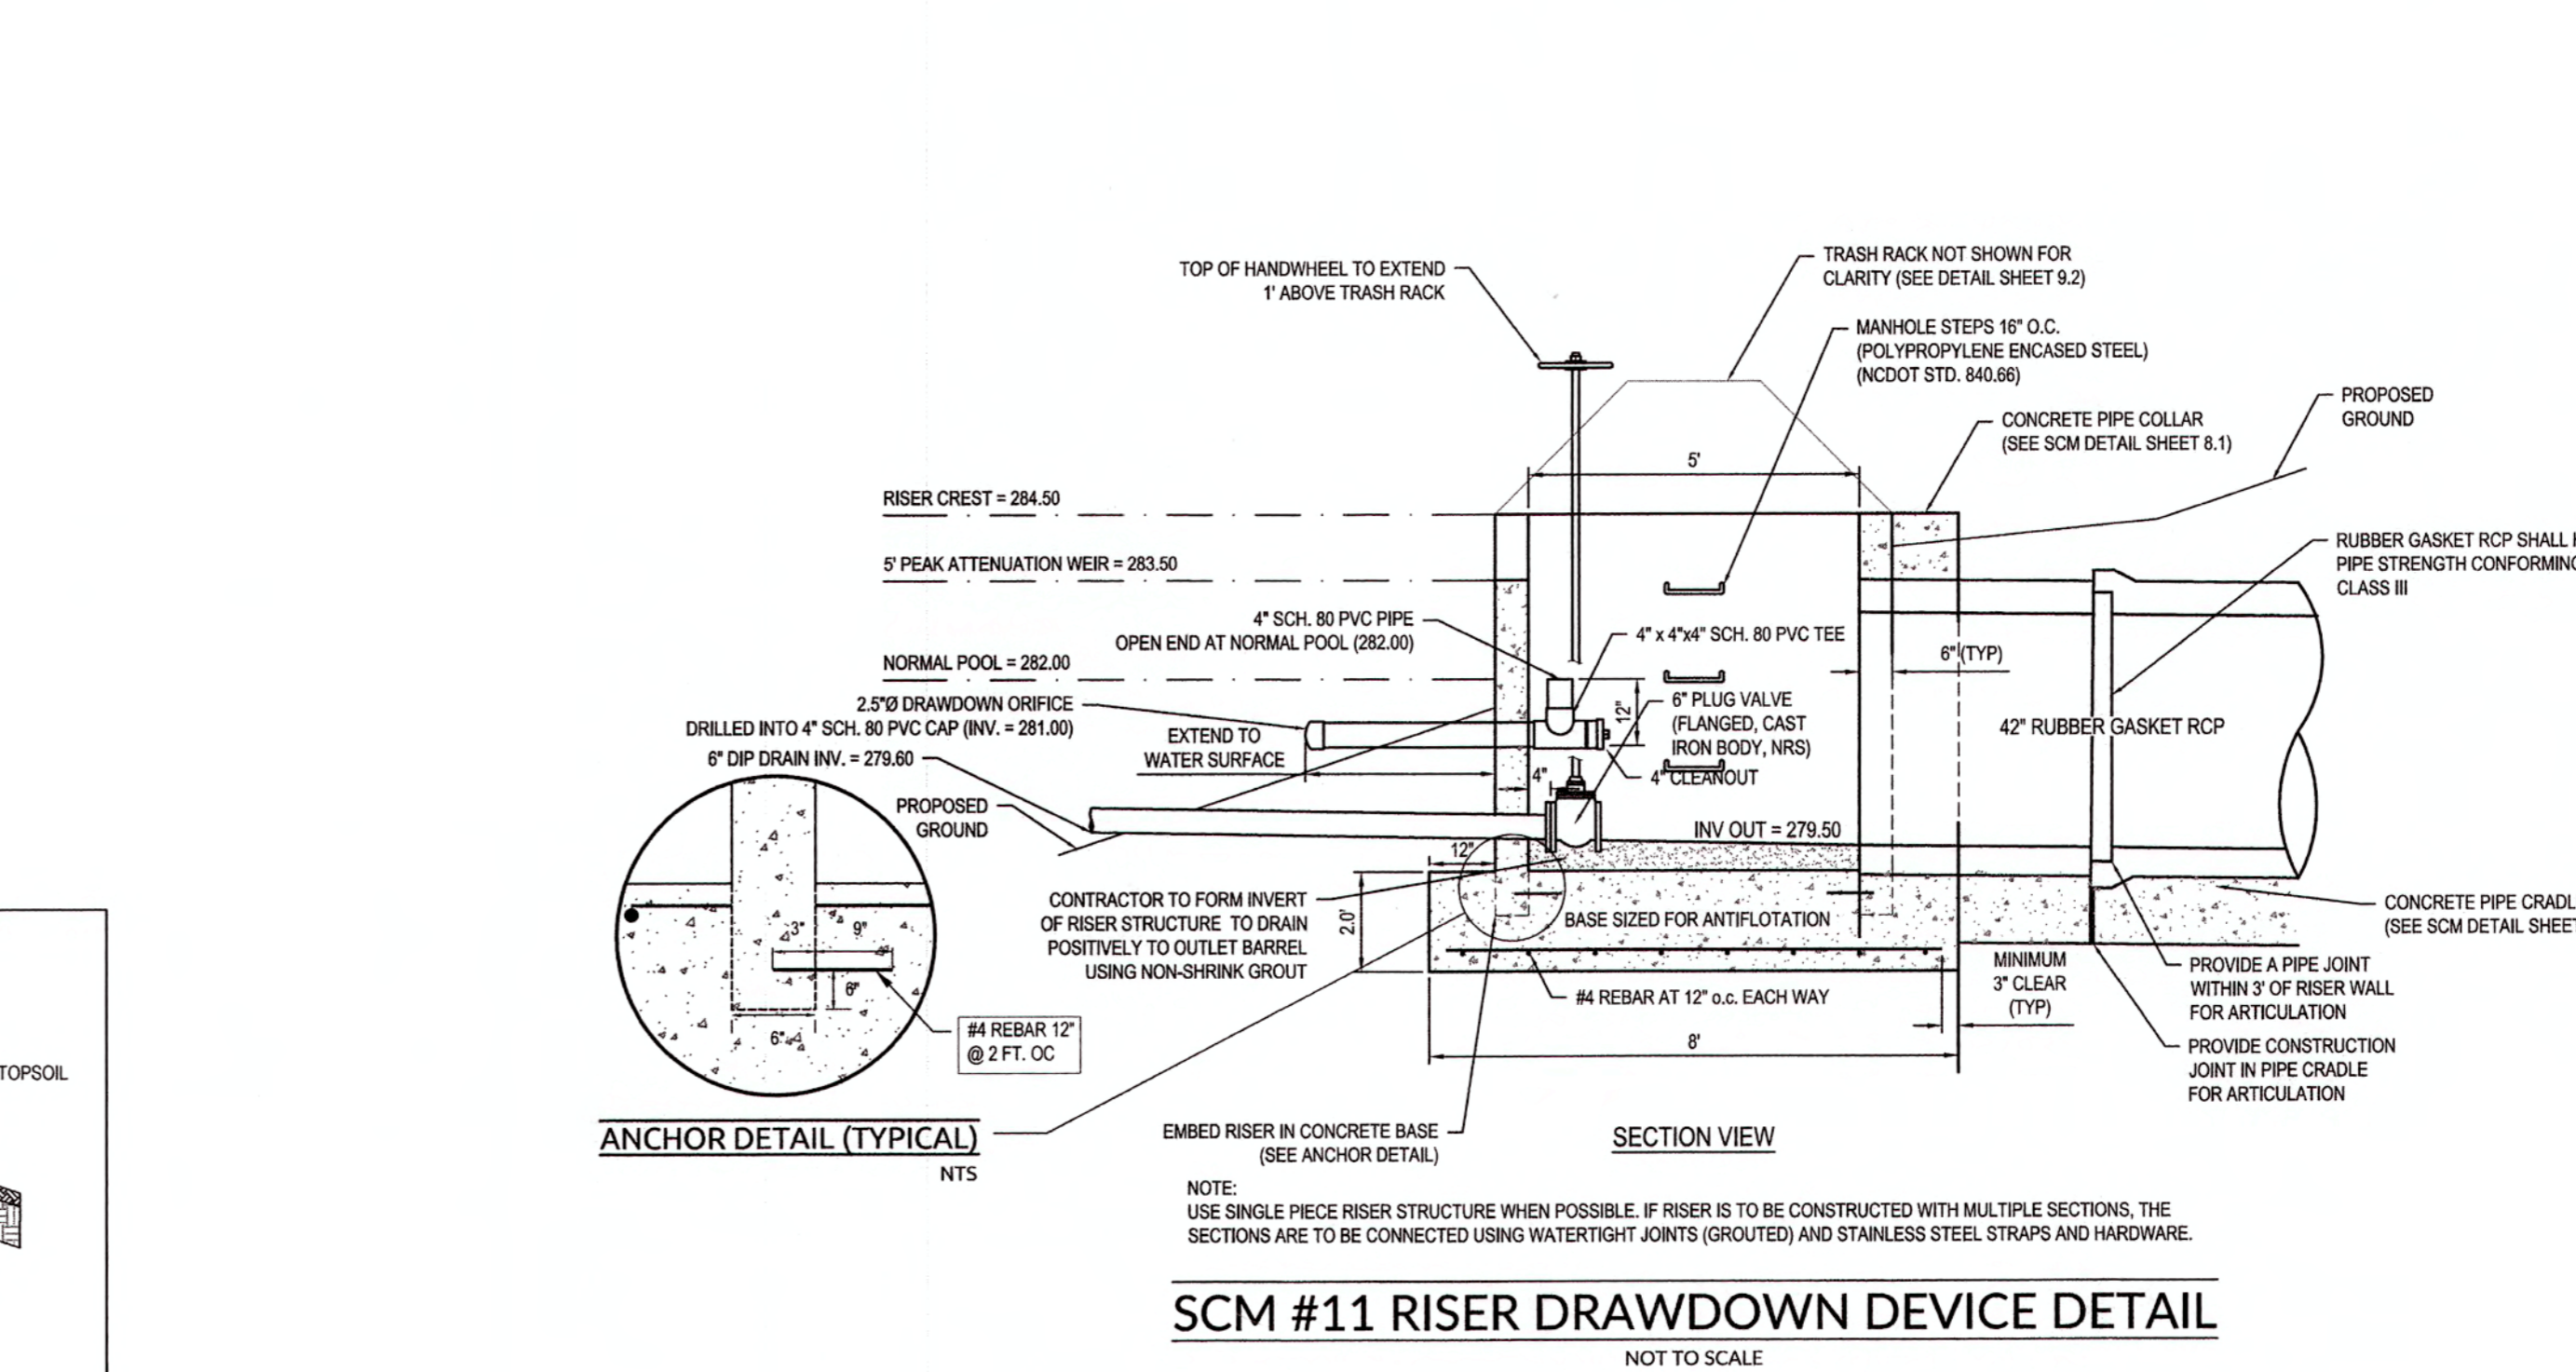 TOP OF HANDWHEEL TO EXTEND
1' ABOVE TRASH RACK
TRASH RACK NOT SHOWN FOR
CLARITY (SEE DETAIL SHEET 9.2)
MANHOLE STEPS 16" O.C.
(POLYPROPYLENE ENCASED STEEL)
(NCDOT STD. 840.66)
PROPOSED
GROUND
CONCRETE PIPE COLLAR
(SEE SCM DETAIL SHEET 8.1)
5'
RISER CREST = 284.50
5' PEAK ATTENUATION WEIR = 283.50
RUBBER GASKET RCP SHALL
PIPE STRENGTH CONFORMING
CLASS III
4" SCH. 80 PVC PIPE
OPEN END AT NORMAL POOL (282.00)
4" x 4"x4" SCH. 80 PVC TEE
NORMAL POOL = 282.00
6" (TYP)
2.5"Ø DRAWDOWN ORIFICE
DRILLED INTO 4" SCH. 80 PVC CAP (INV. = 281.00)
6" DIP DRAIN INV. = 279.60
EXTEND TO
WATER SURFACE
12"
6" PLUG VALVE
(FLANGED, CAST
IRON BODY, NRS)
4" CLEANOUT
4"
42" RUBBER GASKET RCP
PROPOSED
GROUND
INV OUT = 279.50
12"
2.0'
CONTRACTOR TO FORM INVERT
OF RISER STRUCTURE TO DRAIN
POSITIVELY TO OUTLET BARREL
USING NON-SHRINK GROUT
BASE SIZED FOR ANTIFLOTATION
CONCRETE PIPE CRADL
(SEE SCM DETAIL SHEET
3"
9"
6"
6"
#4 REBAR 12"
@ 2 FT. OC
#4 REBAR AT 12" o.c. EACH WAY
MINIMUM
3" CLEAR
(TYP)
8'
PROVIDE A PIPE JOINT
WITHIN 3' OF RISER WALL
FOR ARTICULATION
PROVIDE CONSTRUCTION
JOINT IN PIPE CRADLE
FOR ARTICULATION
TOPSOIL
ANCHOR DETAIL (TYPICAL)
NTS
EMBED RISER IN CONCRETE BASE
(SEE ANCHOR DETAIL)
SECTION VIEW
NOTE:
USE SINGLE PIECE RISER STRUCTURE WHEN POSSIBLE. IF RISER IS TO BE CONSTRUCTED WITH MULTIPLE SECTIONS, THE
SECTIONS ARE TO BE CONNECTED USING WATERTIGHT JOINTS (GROUTED) AND STAINLESS STEEL STRAPS AND HARDWARE.
SCM #11 RISER DRAWDOWN DEVICE DETAIL
NOT TO SCALE